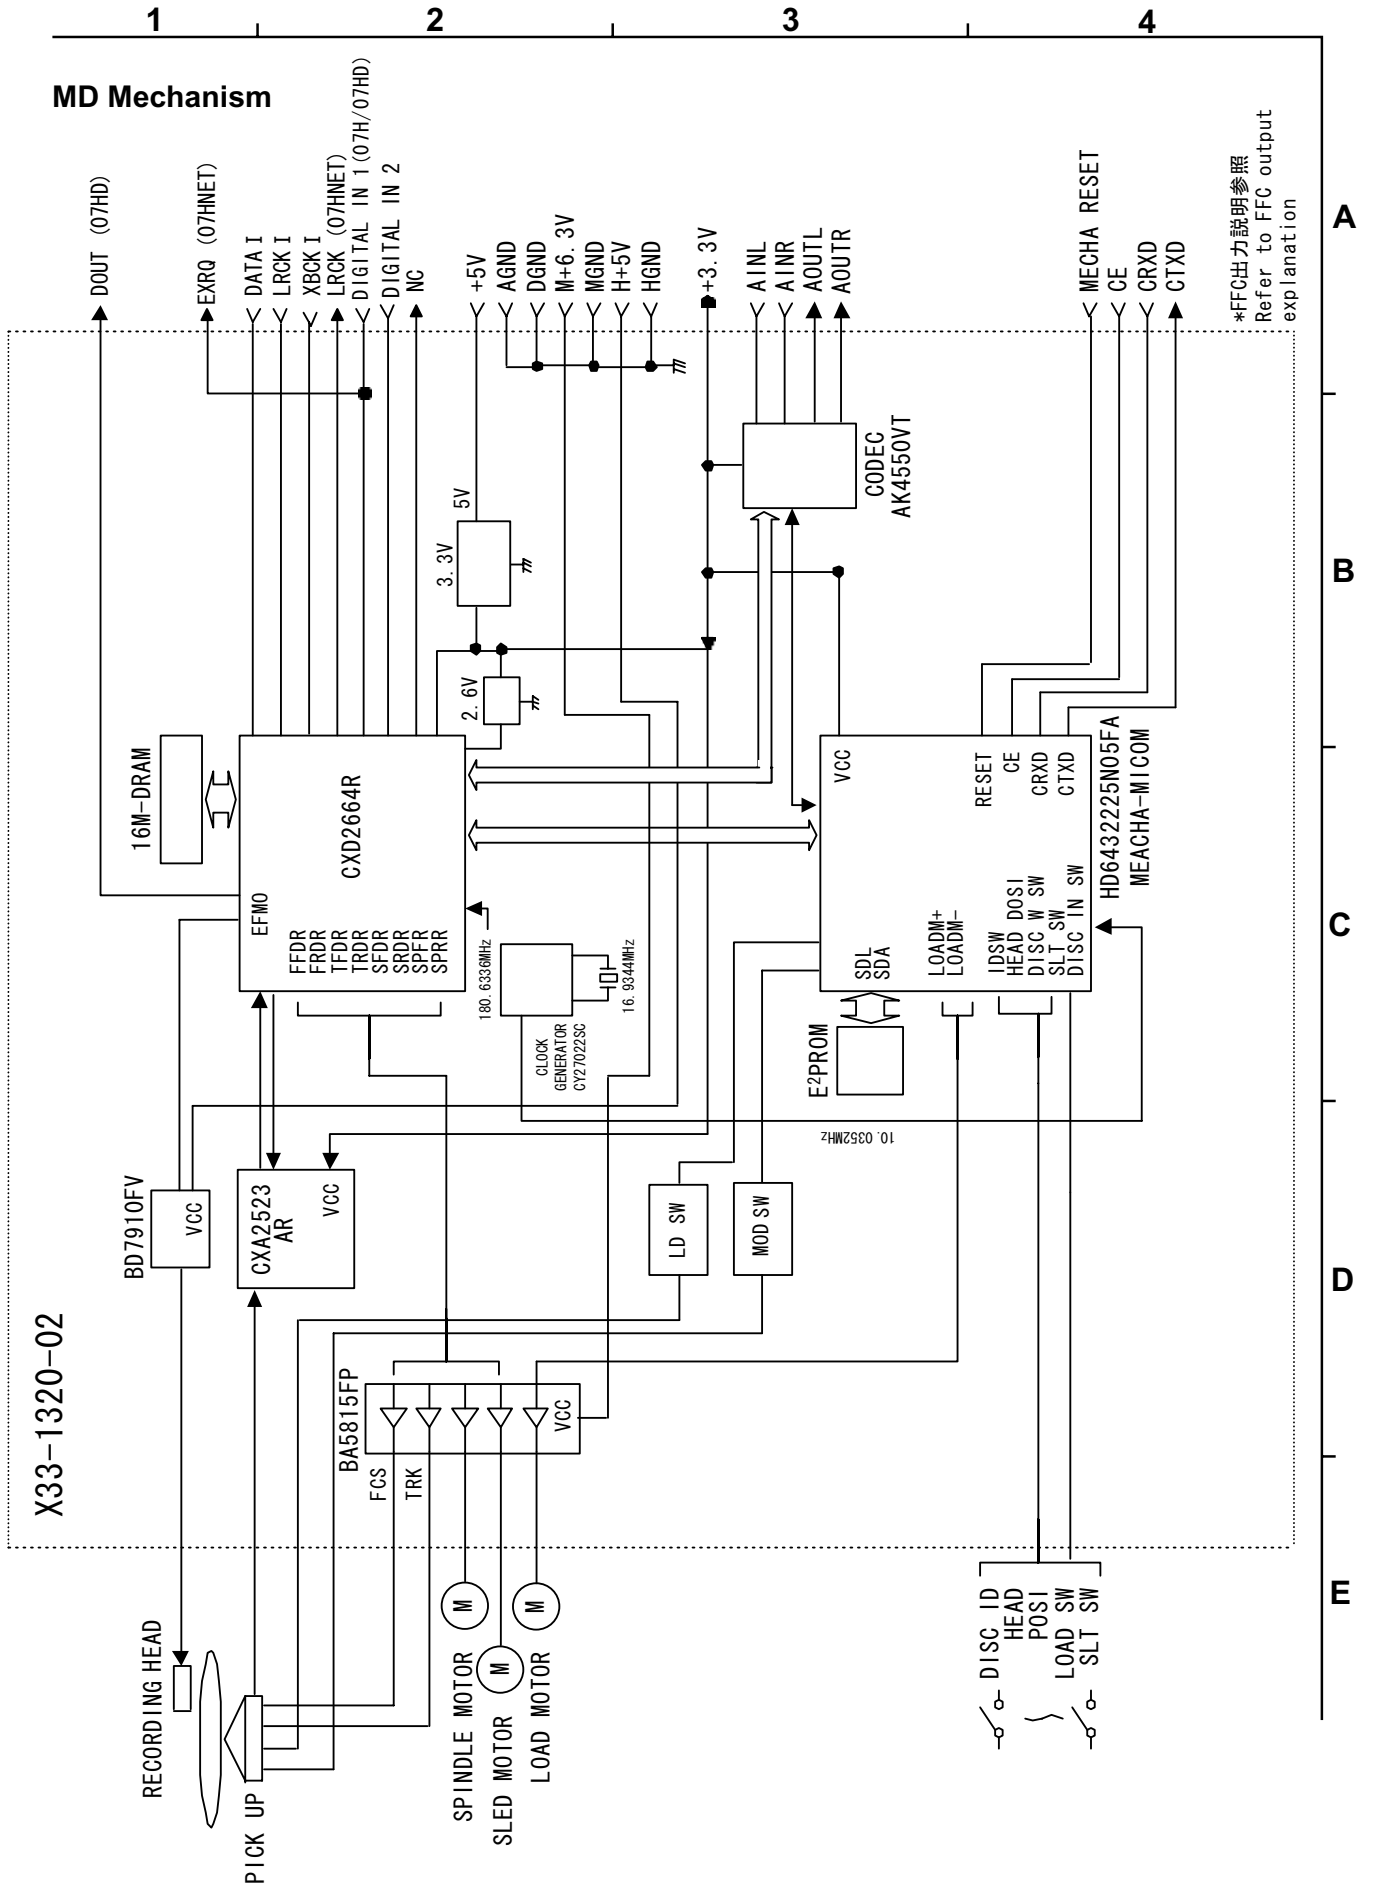 1
2
3
4
MD Mechanism
A
B
C
D
E
DOUT (07HD)
EXRQ (07HNET)
DATAI
LRCKI
XBCKI
LRCK (07HNET)
DIGITAL IN 1(07H/07HD)
DIGITAL IN 2
NC
+5V
AGND
DGND
M+6.3V
MGND
H+5V
HGND
+3.3V
AINL
AINR
AOUTL
AOUTR
MECHA RESET
CE
CRXD
CTXD
*FFC出力説明参照
Refer to FFC output
explanation
CODEC
AK4550VT
5V
3.3V
2.6V
16M-DRAM
CXD2664R
EFMO
FFDR
FRDR
TFDR
TRDR
SFDR
SRDR
SPFR
SPRR
180.6336MHz
16.9344MHz
CLOCK
GENERATOR
CY27022SC
VCC
RESET
CE
CRXD
CTXD
HD6432225N05FA
MEACHA-MICOM
SDL
SDA
LOADM+
LOADM-
IDSW
HEAD DOSI
DISC W SW
SLT SW
DISC IN SW
E²PROM
10.0352MHz
BD7910FV
VCC
CXA2523
AR
VCC
LD SW
MOD SW
X33-1320-02
BA5815FP
VCC
FCS
TRK
RECORDING HEAD
PICK UP
M
SPINDLE MOTOR
M
SLED MOTOR
M
LOAD MOTOR
DISC ID
HEAD
POSI
LOAD SW
SLT SW